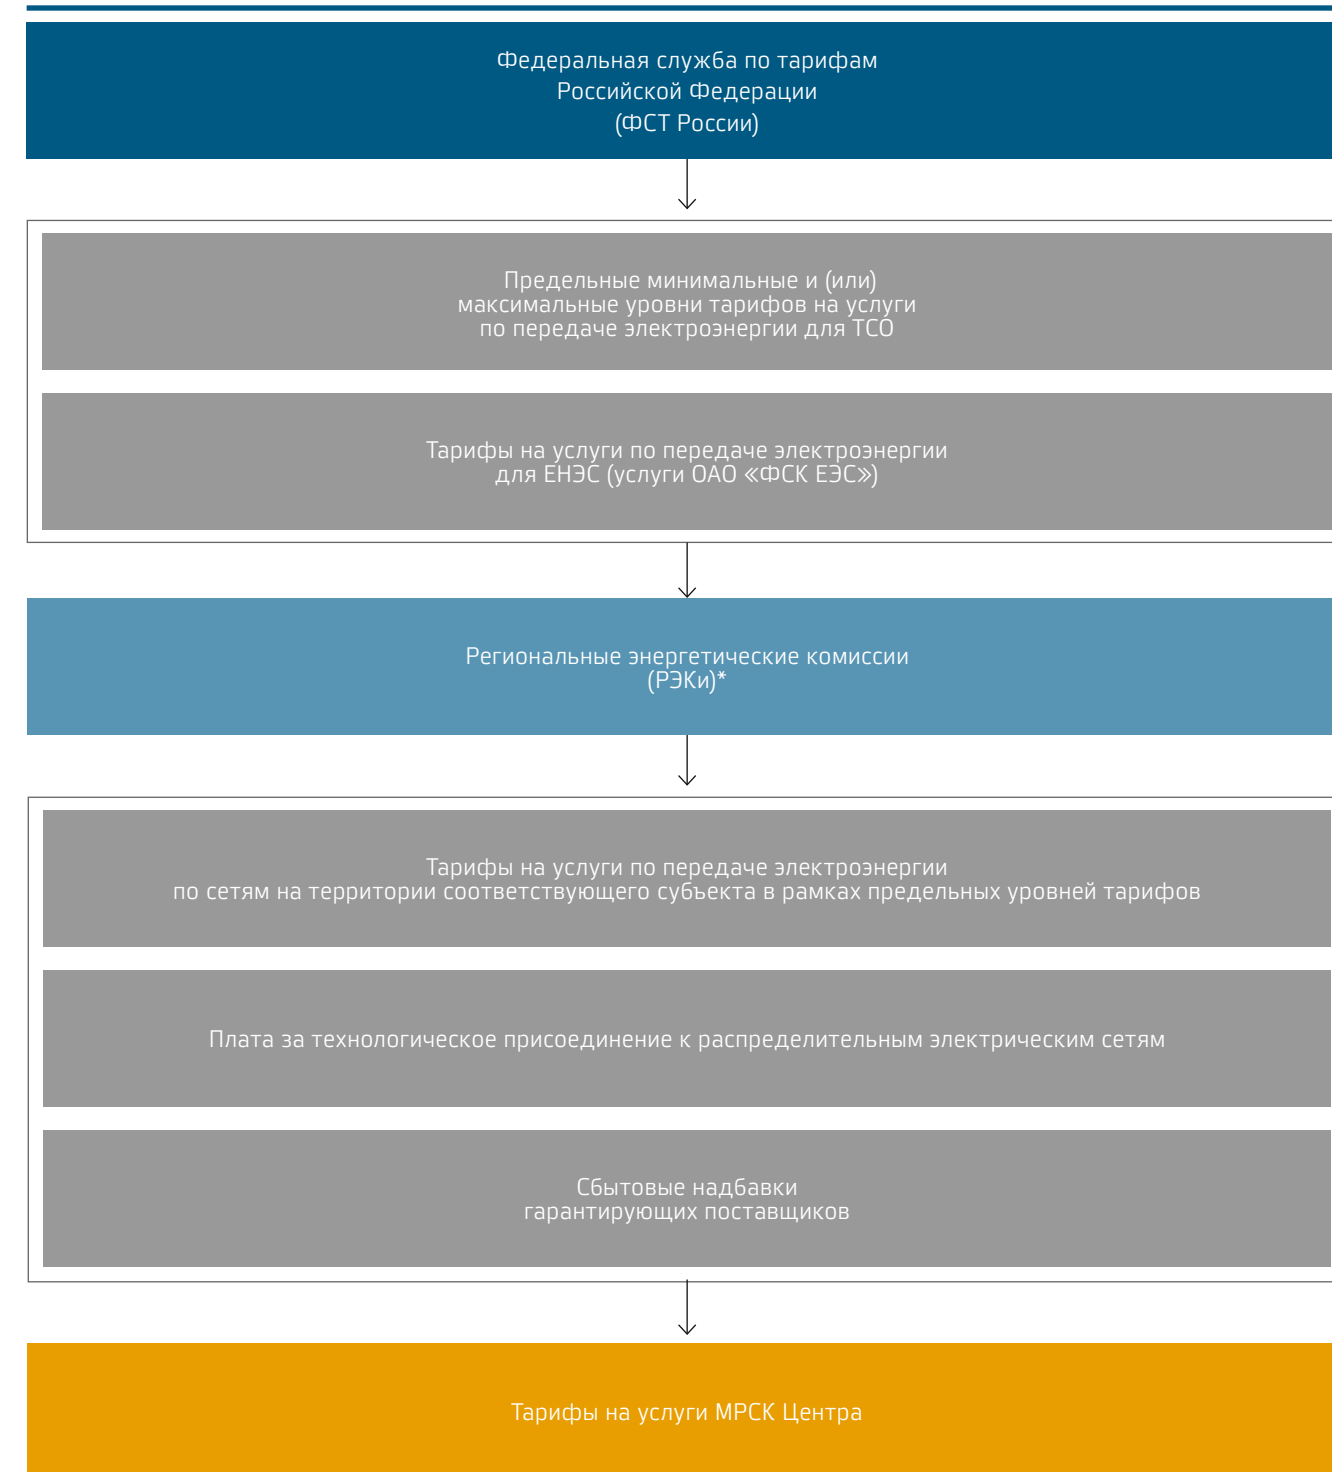 Федеральная служба по тарифам
Российской Федерации
(ФСТ России)
Предельные минимальные и (или)
максимальные уровни тарифов на услуги
по передаче электроэнергии для ТСО
Тарифы на услуги по передаче электроэнергии
для ЕНЭС (услуги ОАО «ФСК ЕЭС»)
Региональные энергетические комиссии
(РЭКи)*
Тарифы на услуги по передаче электроэнергии
по сетям на территории соответствующего субъекта в рамках предельных уровней тарифов
Плата за технологическое присоединение к распределительным электрическим сетям
Сбытовые надбавки
гарантирующих поставщиков
Тарифы на услуги МРСК Центра